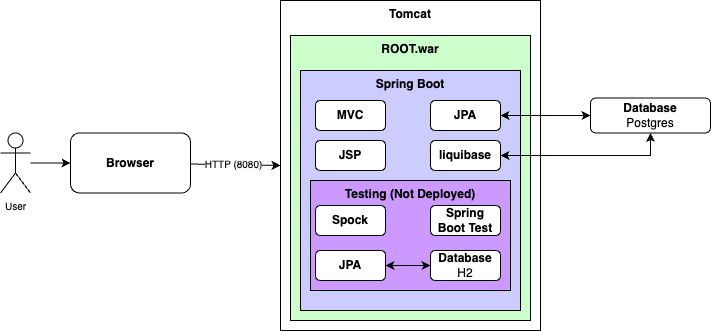 Tomcat
ROOT.war
Spring Boot
MVC
JPA
Database
Postgres
JSP
liquibase
Browser
HTTP (8080)
User
Testing (Not Deployed)
Spock
Spring
Boot Test
JPA
Database
H2